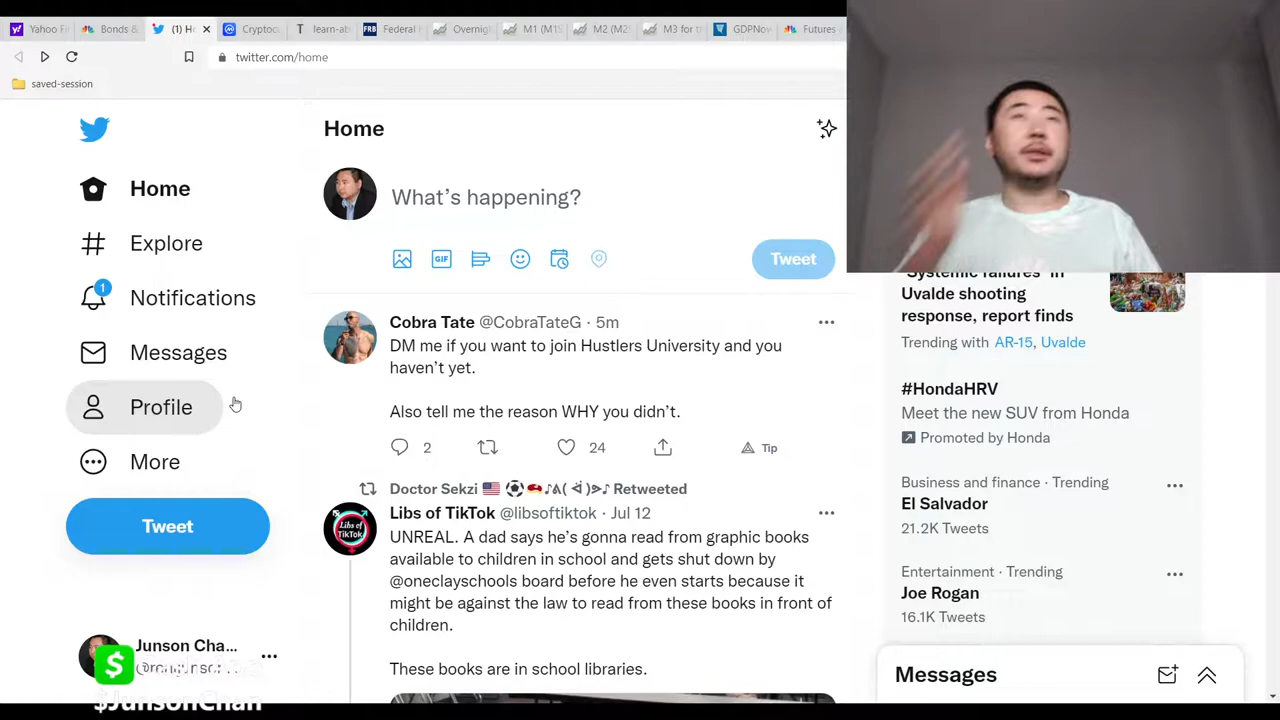 Yahoo Fi
Bonds &
(1) H
Cryptoc
learn-ab
FRB
Federal
Overnig
M1 (M1S
M2 (M2S
M3 for t
GDPNow
Futures
twitter.com/home
saved-session
Home
Explore
1
Notifications
Messages
Profile
More
Tweet
Junson Cha...
$JunsonChan
Home
What's happening?
GIF
Tweet
Cobra Tate @CobraTateG · 5m
DM me if you want to join Hustlers University and you
haven't yet.
Also tell me the reason WHY you didn't.
2
24
Tip
Doctor Sekzi Retweeted
Libs of TikTok @libsoftiktok · Jul 12
UNREAL. A dad says he's gonna read from graphic books
available to children in school and gets shut down by
@oneclayschools board before he even starts because it
might be against the law to read from these books in front of
children.
These books are in school libraries.
'Systemic failures' in
Uvalde shooting
response, report finds
Trending with AR-15, Uvalde
#HondaHRV
Meet the new SUV from Honda
Promoted by Honda
Business and finance · Trending
El Salvador
21.2K Tweets
Entertainment · Trending
Joe Rogan
16.1K Tweets
Messages